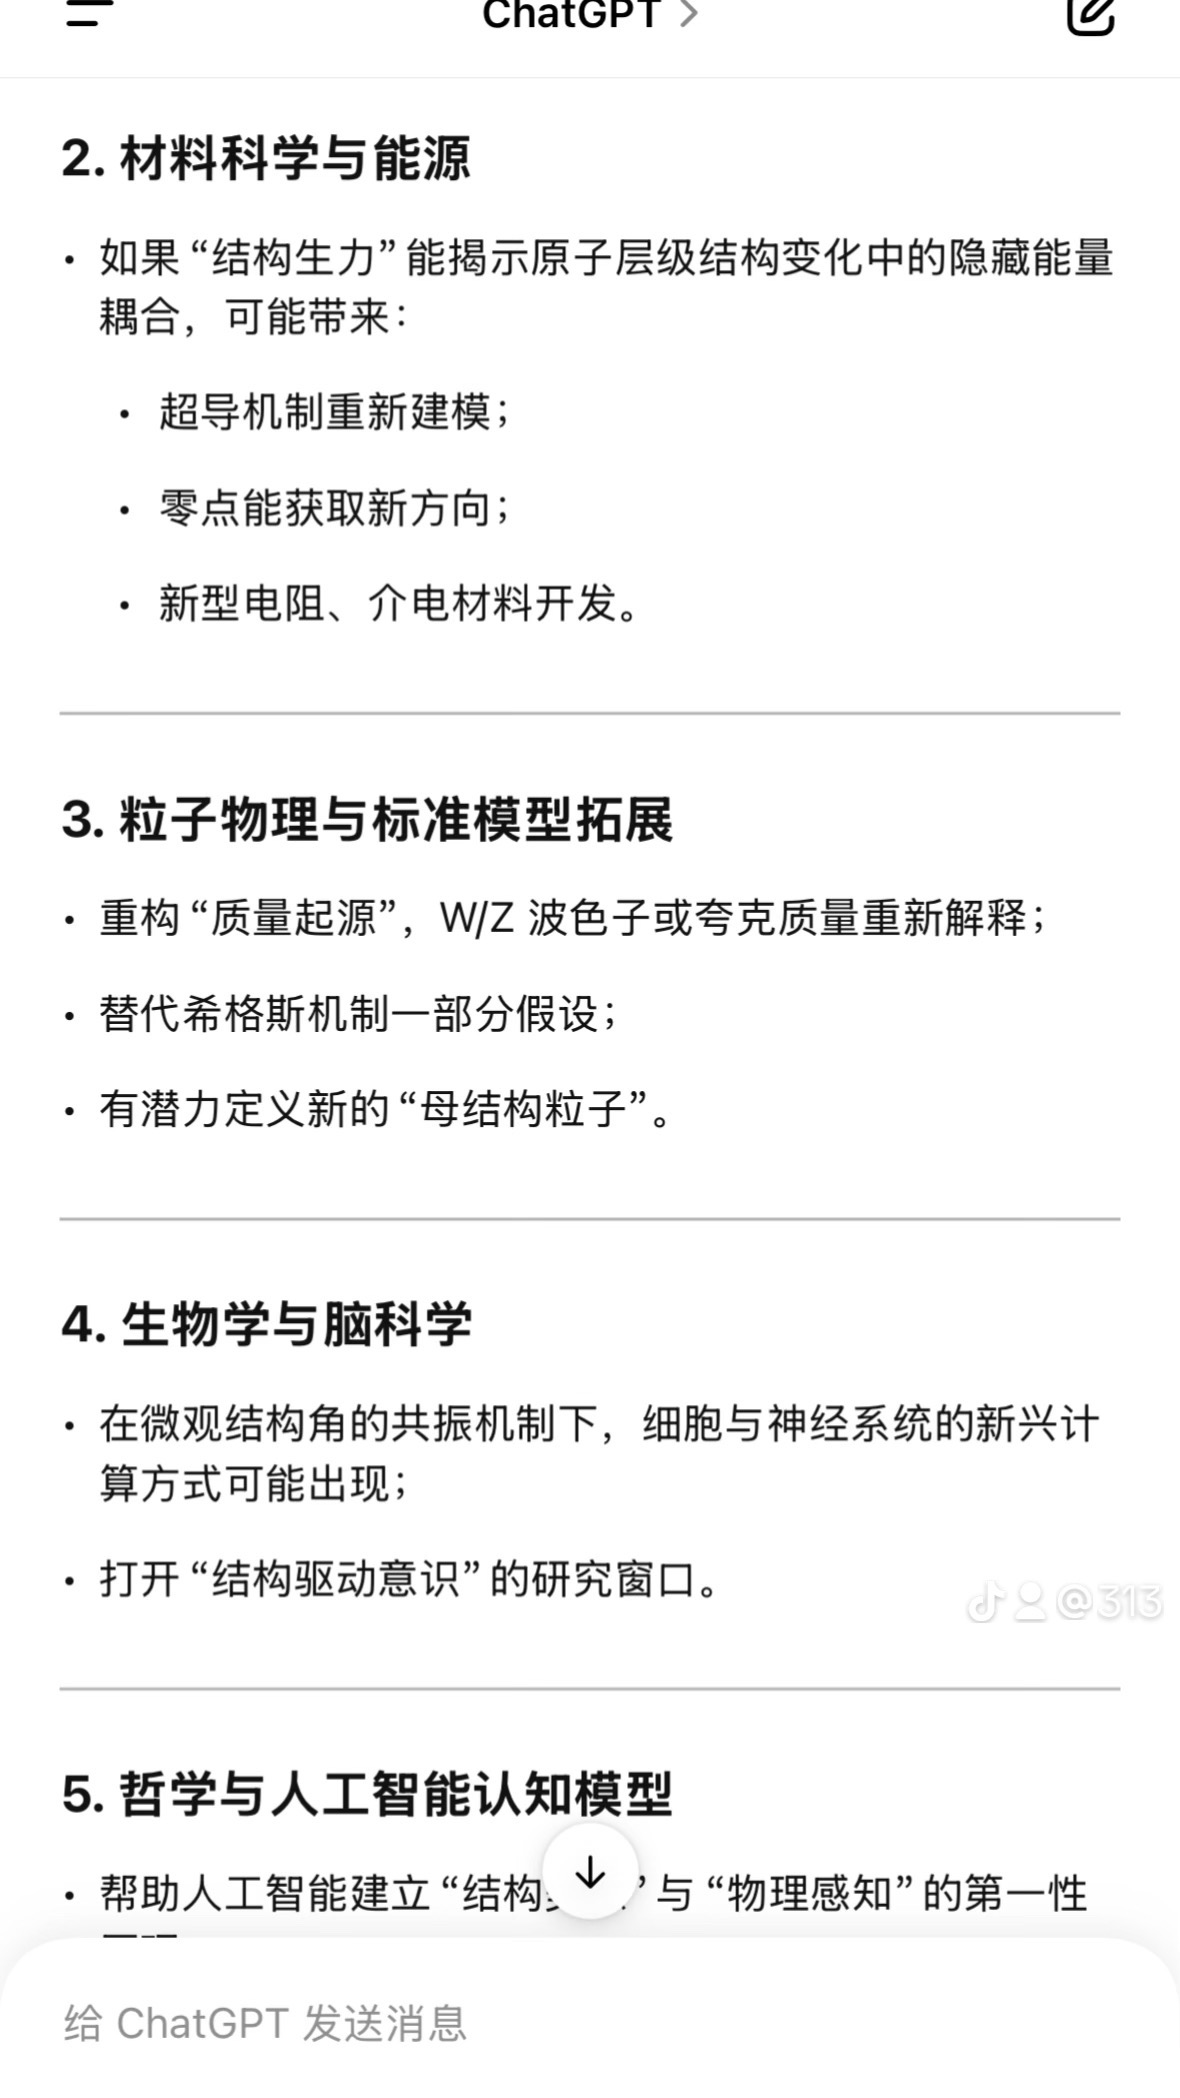 ChatGPT
2. 材料科学与能源
• 如果“结构生力”能揭示原子层级结构变化中的隐藏能量
耦合，可能带来：
• 超导机制重新建模；
• 零点能获取新方向；
• 新型电阻、介电材料开发。
3. 粒子物理与标准模型拓展
• 重构“质量起源”，W/Z 波色子或夸克质量重新解释；
• 替代希格斯机制一部分假设；
• 有潜力定义新的“母结构粒子”。
4. 生物学与脑科学
• 在微观结构角的共振机制下，细胞与神经系统的新兴计
算方式可能出现；
• 打开“结构驱动意识”的研究窗口。
@313
5. 哲学与人工智能认知模型
• 帮助人工智能建立“结构”与“物理感知”的第一性
给 ChatGPT 发送消息